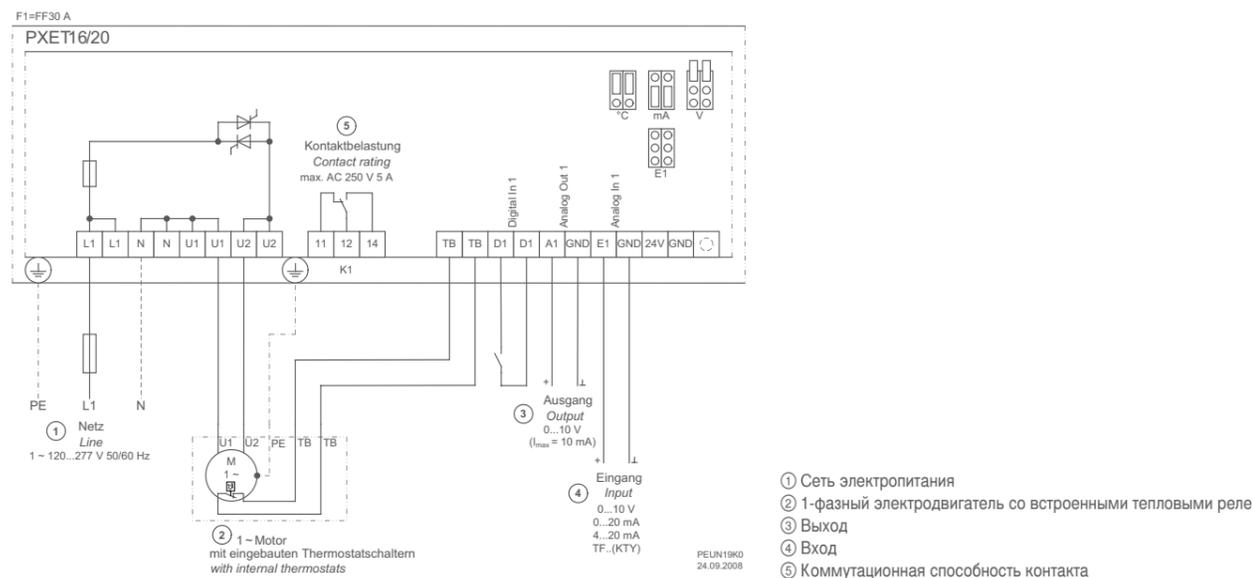 F1=FF30 A
PXET16/20
°C mA V
E1
5
Kontaktbelastung
Contact rating
max. AC 250 V 5 A
Digital In 1
Analog Out 1
Analog In 1
L1 L1 N N U1 U1 U2 U2 11 12 14 TB TB D1 D1 A1 GND E1 GND 24V GND
K1
PE L1 N
1 Netz
Line
1 ~ 120...277 V 50/60 Hz
+ ⊥
3 Ausgang
Output
0...10 V
(Imax = 10 mA)
U1 U2 PE TB TB
M
1 ~
+ ⊥
4 Eingang
Input
0...10 V
0...20 mA
4...20 mA
TF..(KTY)
2 1 ~ Motor
mit eingebauten Thermostatschaltern
with internal thermostats
PEUN19K0
24.09.2008
① Сеть электропитания
② 1-фазный электродвигатель со встроенными тепловыми реле
③ Выход
④ Вход
⑤ Коммутационная способность контакта